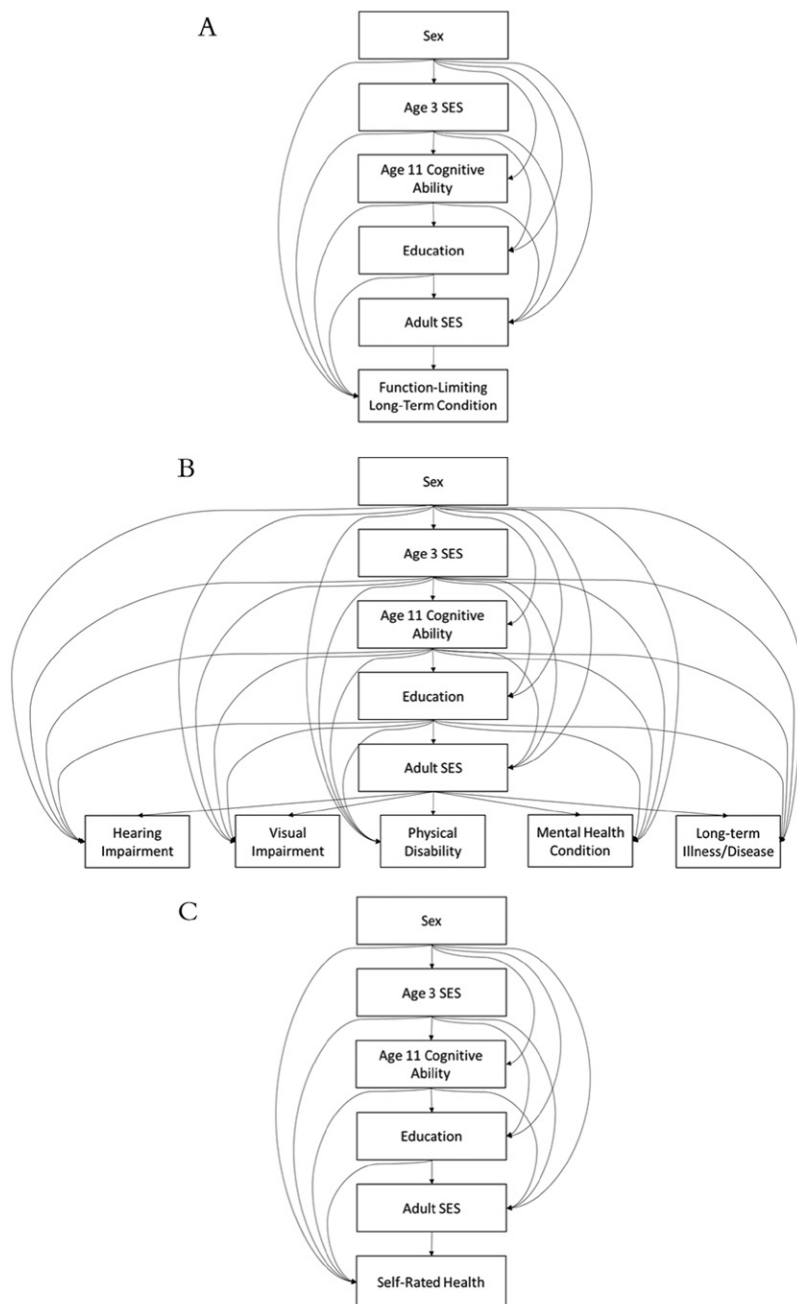 A
Sex
Age 3 SES
Age 11 Cognitive
Ability
Education
Adult SES
Function-Limiting
Long-Term Condition
B
Sex
Age 3 SES
Age 11 Cognitive
Ability
Education
Adult SES
Hearing
Impairment
Visual
Impairment
Physical
Disability
Mental Health
Condition
Long-term
Illness/Disease
C
Sex
Age 3 SES
Age 11 Cognitive
Ability
Education
Adult SES
Self-Rated Health